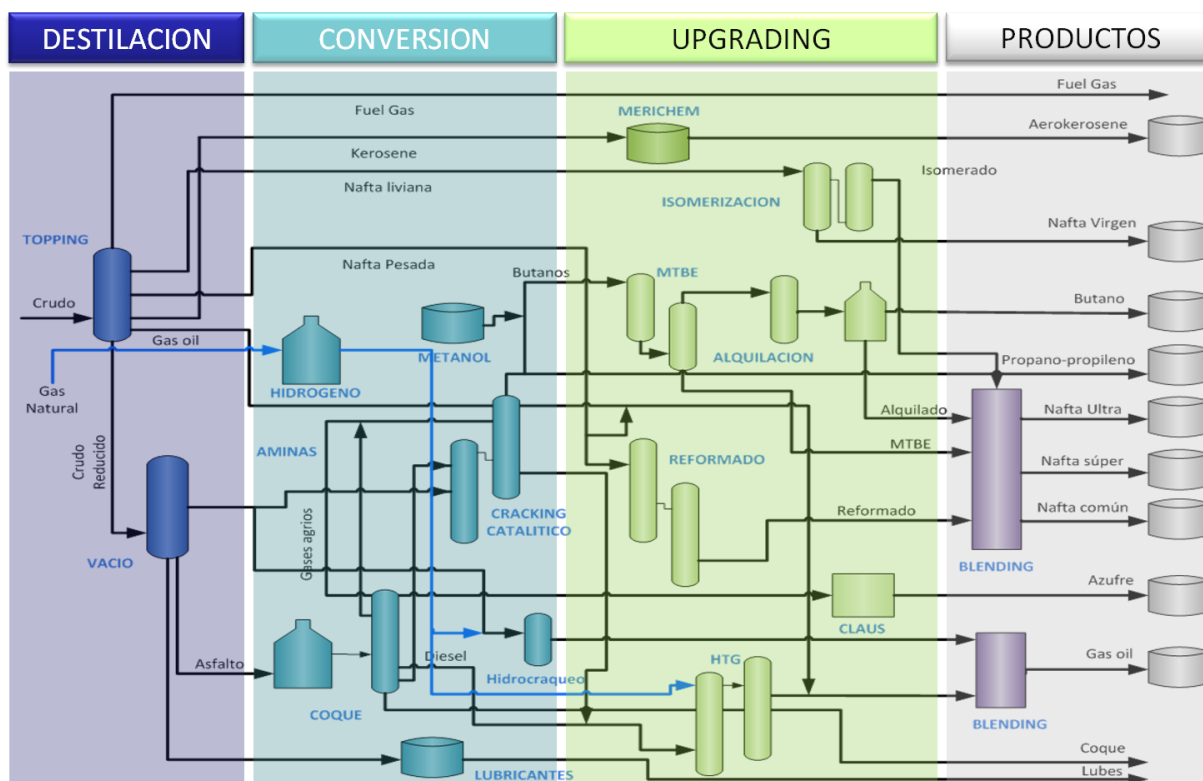 DESTILACION
CONVERSION
UPGRADING
PRODUCTOS
Fuel Gas
Fuel Gas
MERICHEM
Aerokerosene
Kerosene
Nafta liviana
Isomerado
ISOMERIZACION
Nafta Virgen
TOPPING
Nafta Pesada
Butanos
MTBE
Butano
Crudo
Gas oil
METANOL
ALQUILACION
Propano-propileno
Gas
Natural
HIDROGENO
Alquilado
Nafta Ultra
Crudo
Reducido
AMINAS
MTBE
REFORMADO
Nafta súper
CRACKING
CATALITICO
Reformado
Nafta común
Gases agrios
VACIO
BLENDING
Azufre
CLAUS
Asfalto
Diesel
Hidrocraqueo
HTG
Gas oil
COQUE
BLENDING
Coque
LUBRICANTES
Lubes